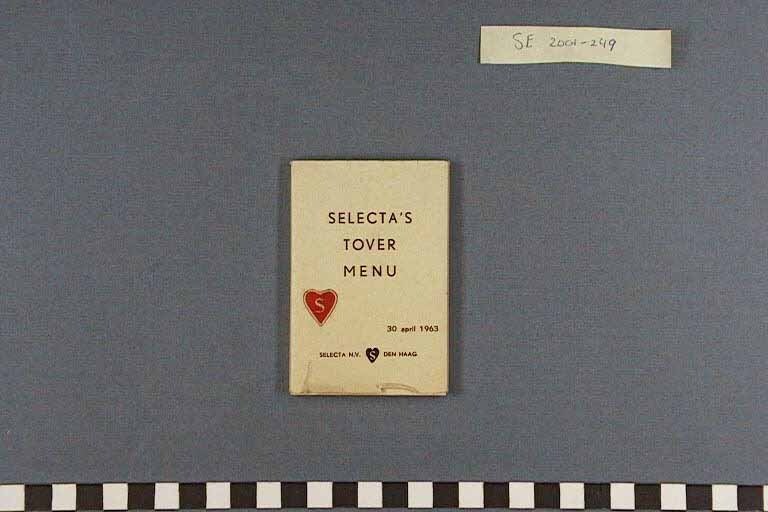 SE 2001-249
SELECTA'S
TOVER
MENU
S
30 april 1963
SELECTA N.V. S DEN HAAG